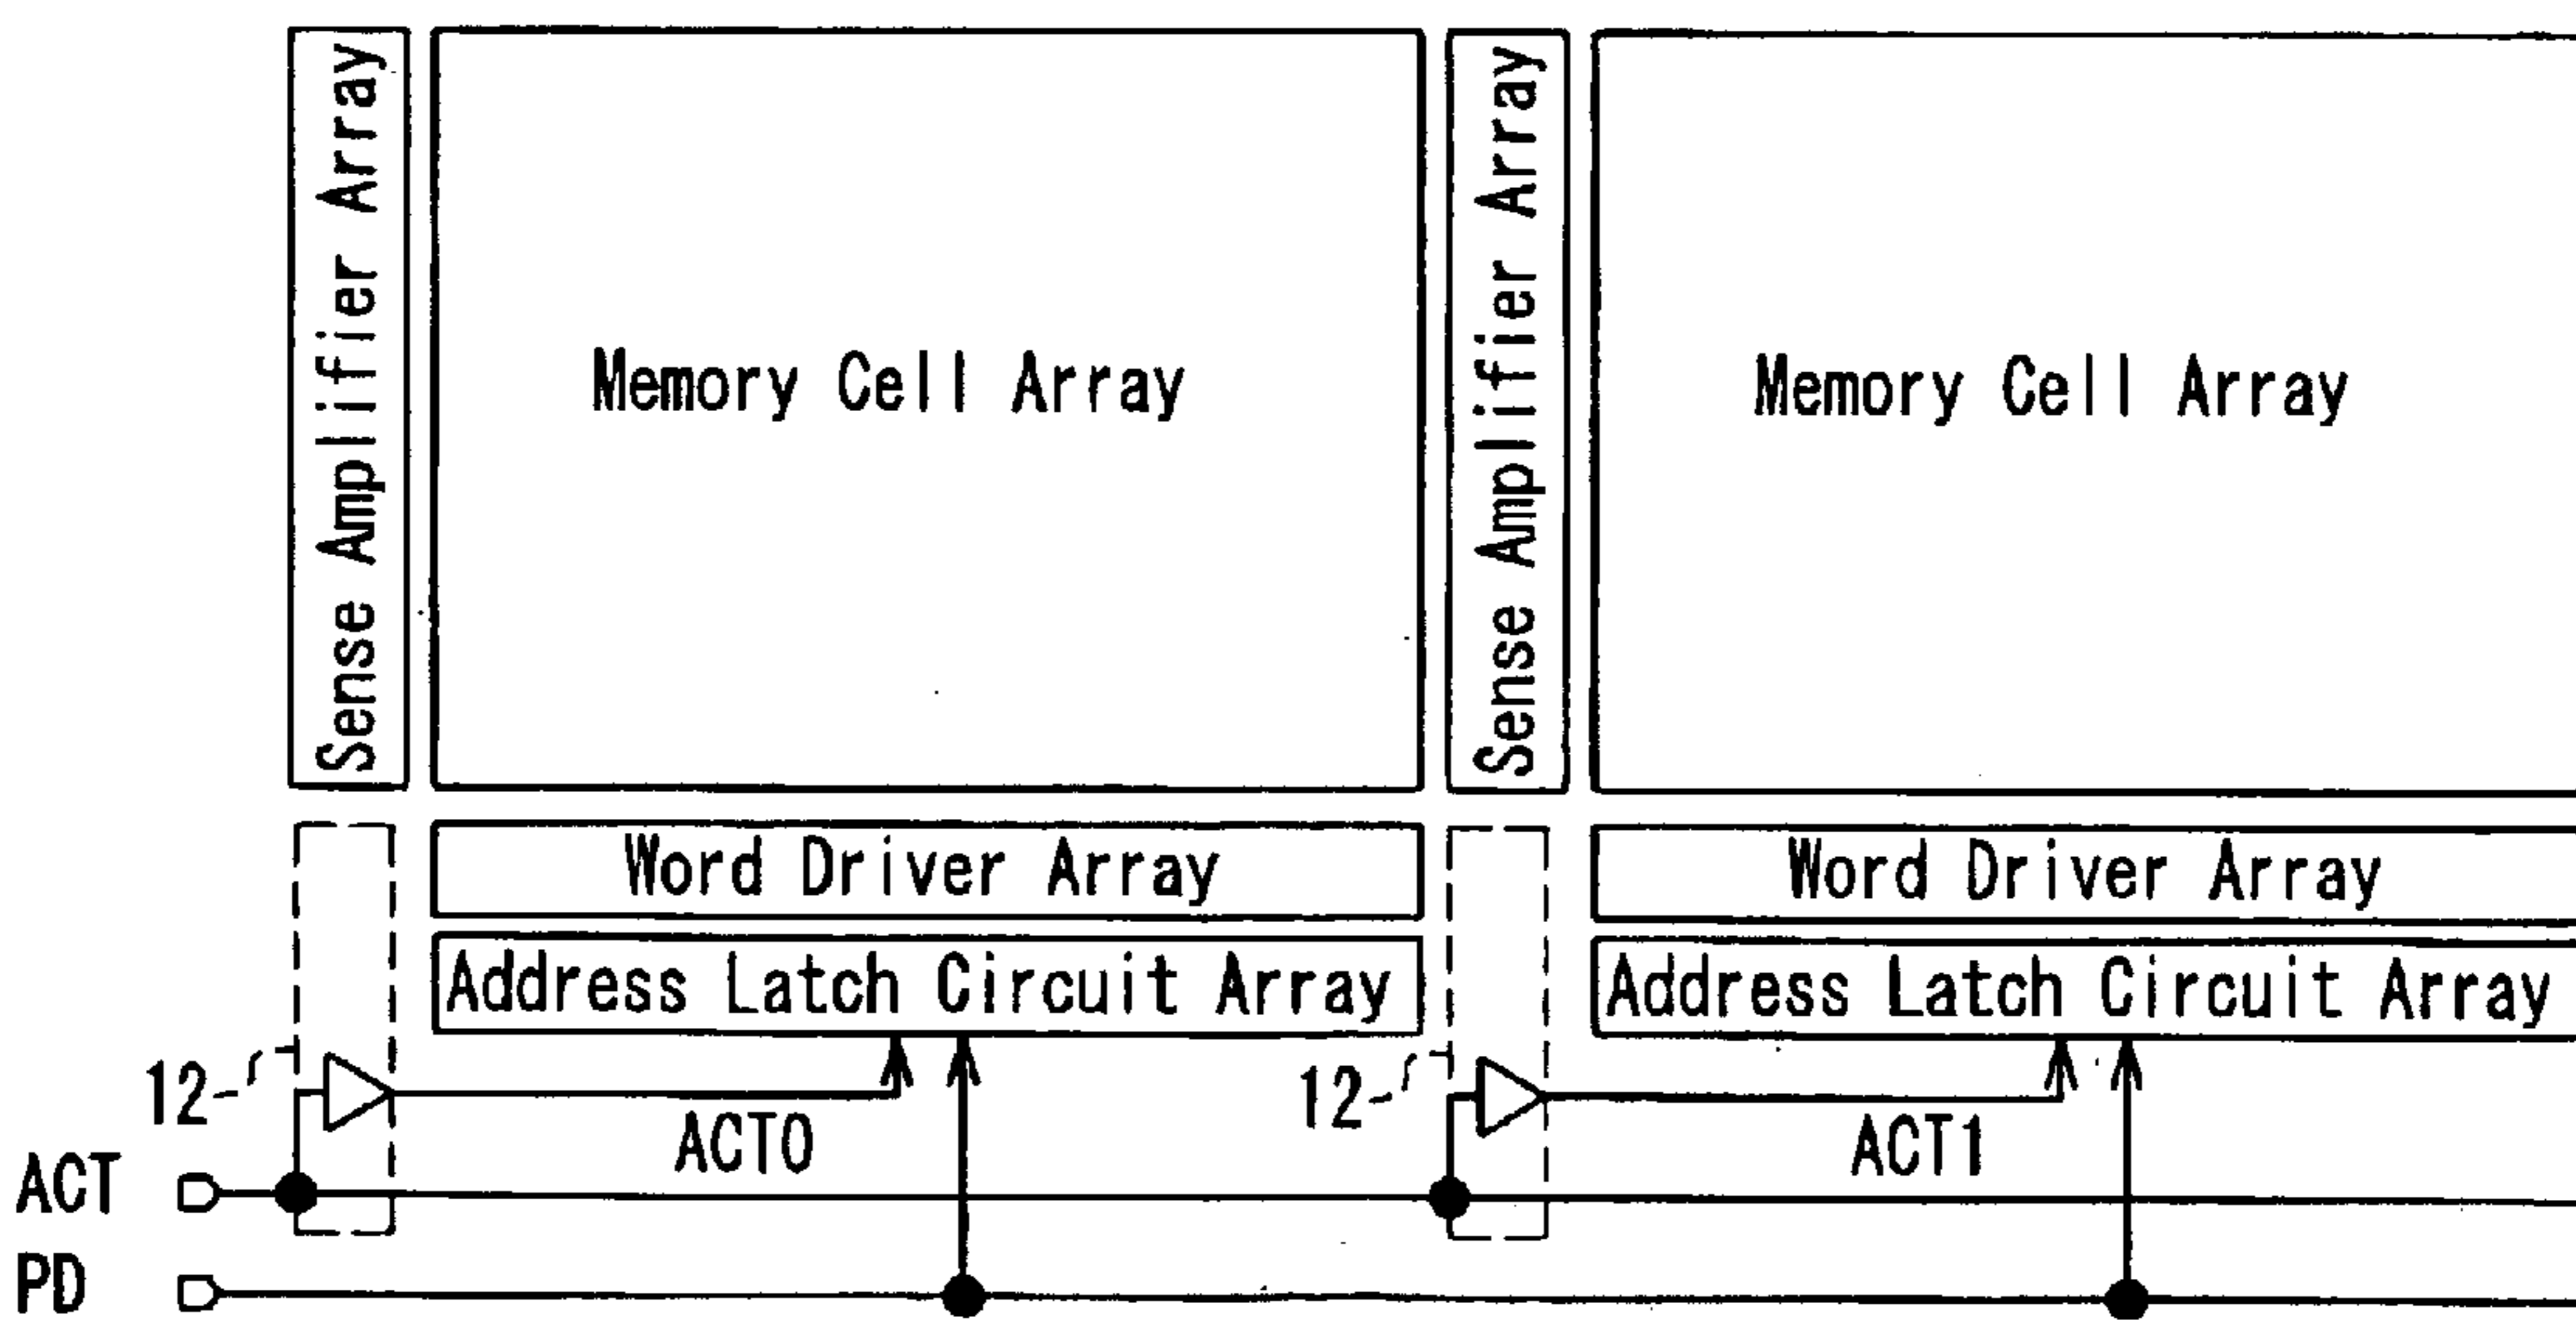 Sense Amplifier Array
Memory Cell Array
Sense Amplifier Array
Memory Cell Array
Word Driver Array
Word Driver Array
Address Latch Circuit Array
Address Latch Circuit Array
12
12
ACT0
ACT1
ACT
PD